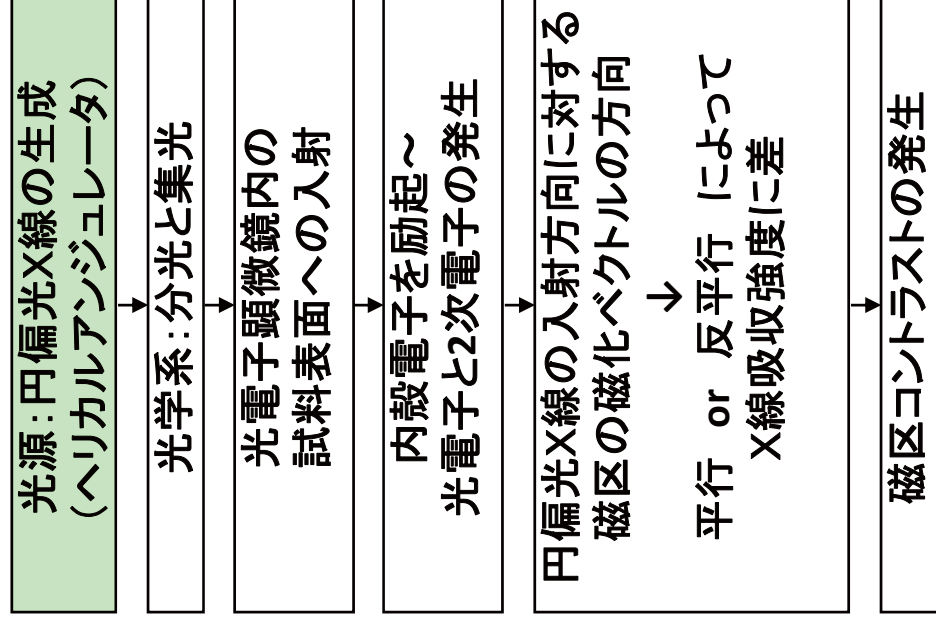 光源：円偏光X線の生成
（ヘリカルアンジュレータ）
光学系：分光と集光
光電子顕微鏡内の
試料表面への入射
内殻電子を励起～
光電子と2次電子の発生
円偏光X線の入射方向に対する
磁区の磁化ベクトルの方向
↓
平行 or 反平行 によって
X線吸収強度に差
磁区コントラストの発生